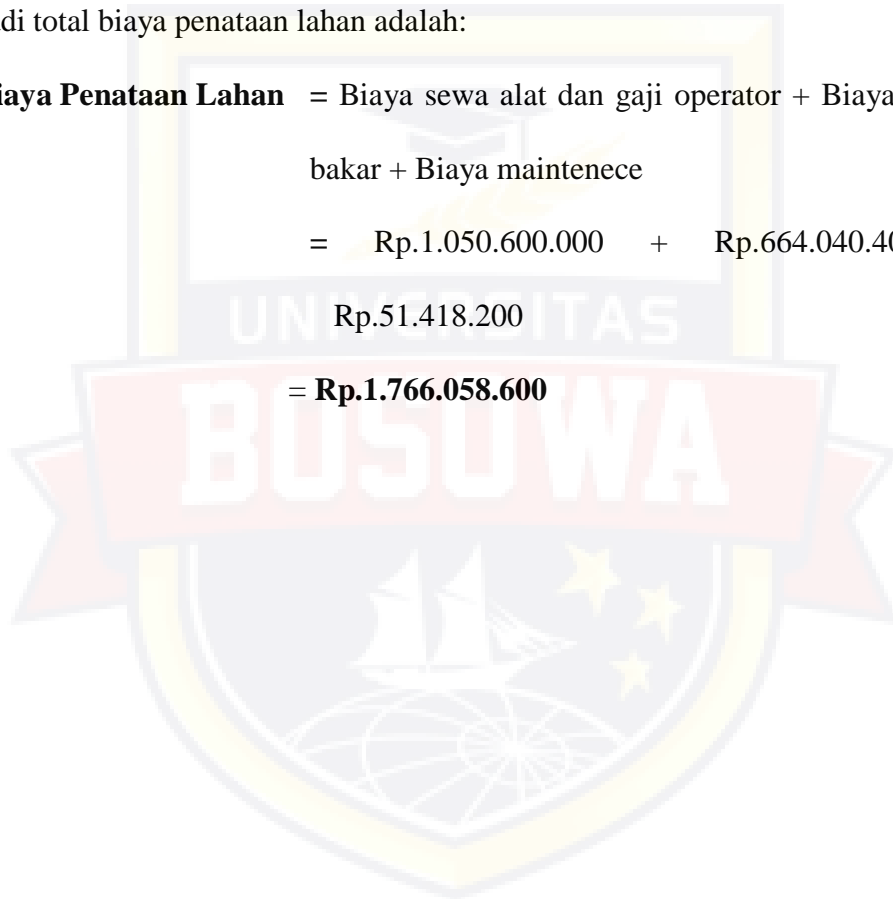 di total biaya penataan lahan adalah:
iaya Penataan Lahan = Biaya sewa alat dan gaji operator + Biaya
bakar + Biaya maintenece
= Rp.1.050.600.000 + Rp.664.040.40
Rp.51.418.200
= Rp.1.766.058.600
UNIVERSITAS
BOSOWA